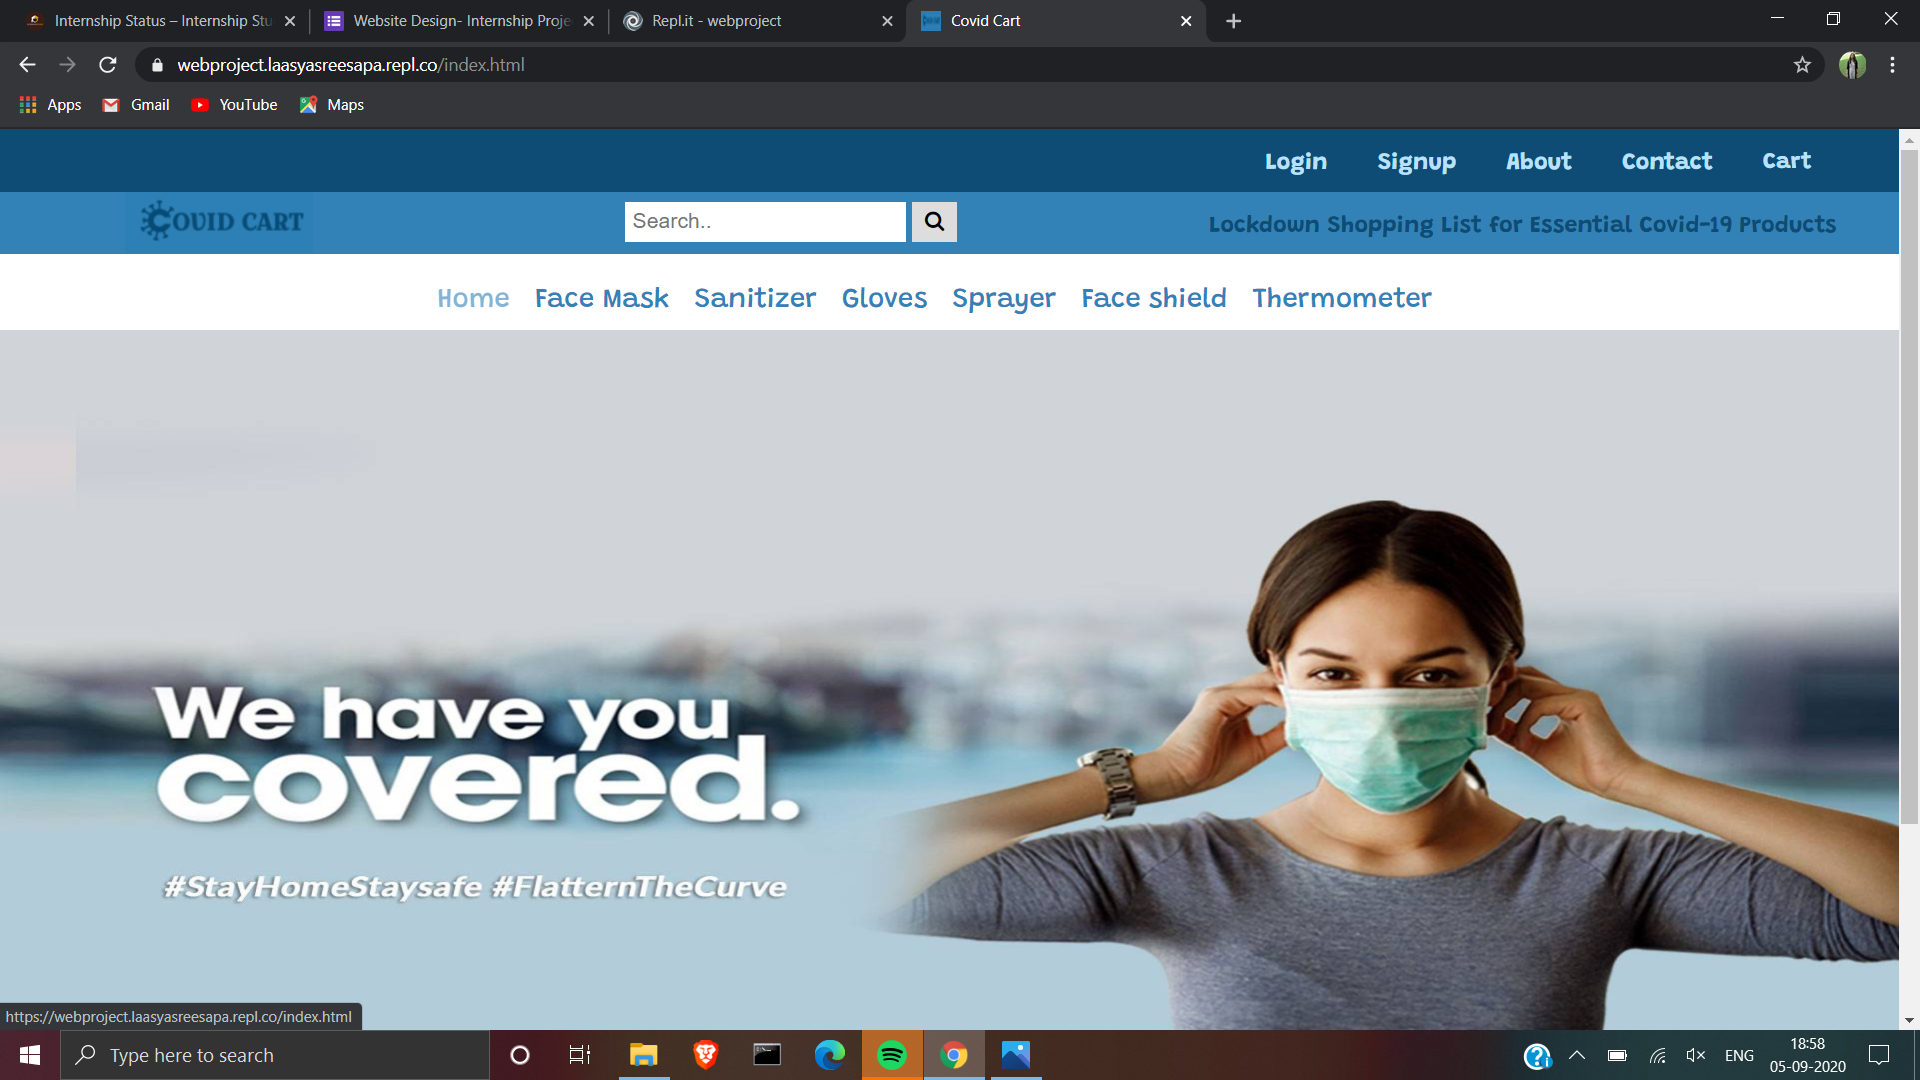 Internship Status – Internship Stu
Website Design- Internship Proje
Repl.it - webproject
Covid Cart
webproject.laasyasreesapa.repl.co/index.html
Apps
Gmail
YouTube
Maps
Login
Signup
About
Contact
Cart
COVID CART
Search..
Lockdown Shopping List for Essential Covid-19 Products
Home
Face Mask
Sanitizer
Gloves
Sprayer
Face shield
Thermometer
We have you
covered.
#StayHomeStaysafe #FlatternTheCurve
https://webproject.laasyasreesapa.repl.co/index.html
Type here to search
ENG
18:58
05-09-2020